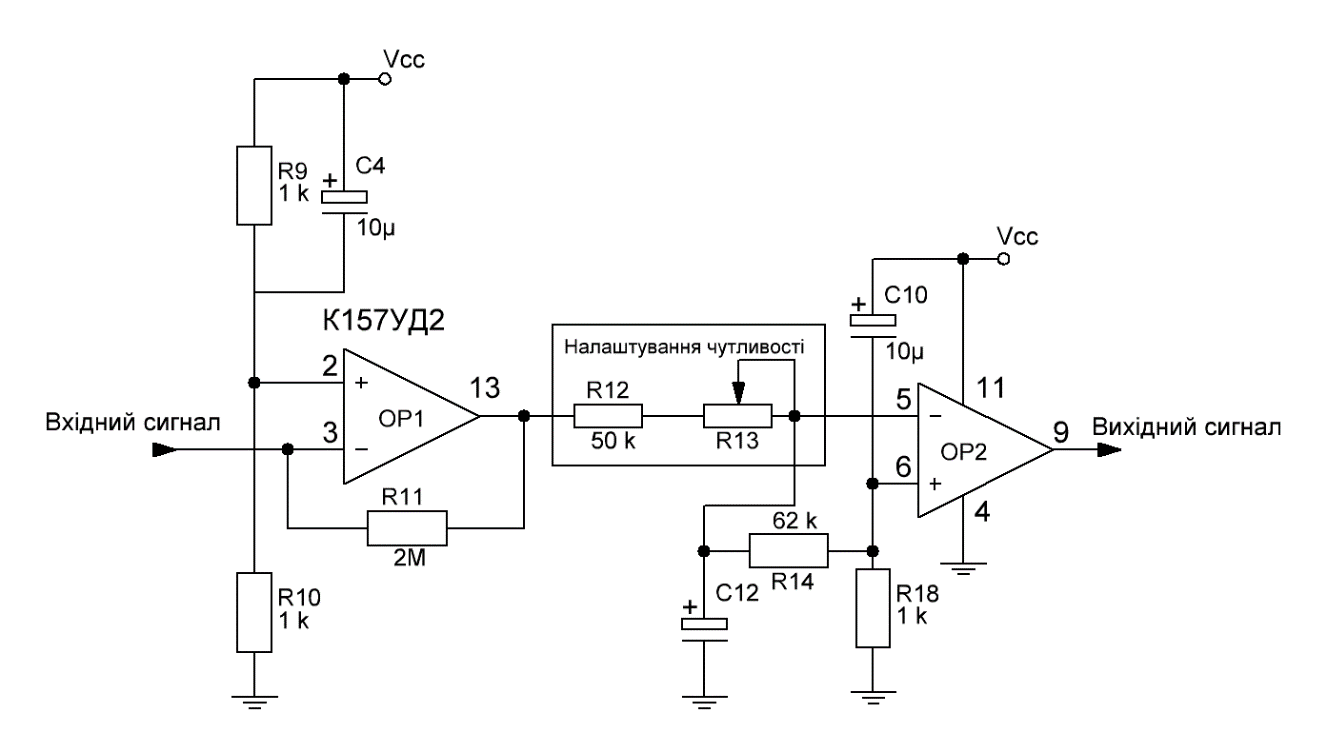 Vcc
R9
1 k
C4
+
10µ
К157УД2
2
+
OP1
13
Вхідний сигнал
3
−
R11
2M
R10
1 k
Налаштування чутливості
R12
50 k
R13
Vcc
C10
+
10µ
5
−
11
OP2
9
Вихідний сигнал
6
+
4
62 k
R14
C12
+
R18
1 k